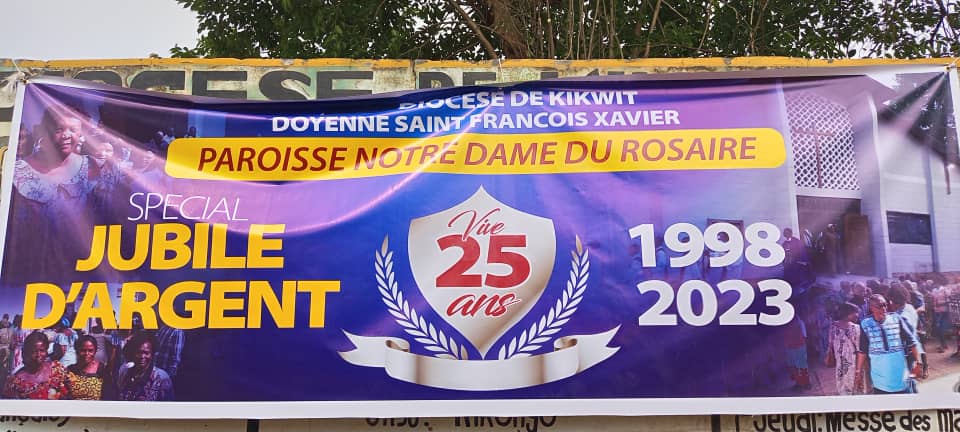 DIOCESE DE KIKWIT
DOYENNE SAINT FRANCOIS XAVIER
PAROISSE NOTRE DAME DU ROSAIRE
SPECIAL
JUBILE
D'ARGENT
Vive
25
ans
1998
2023
Jeudi: Messe des